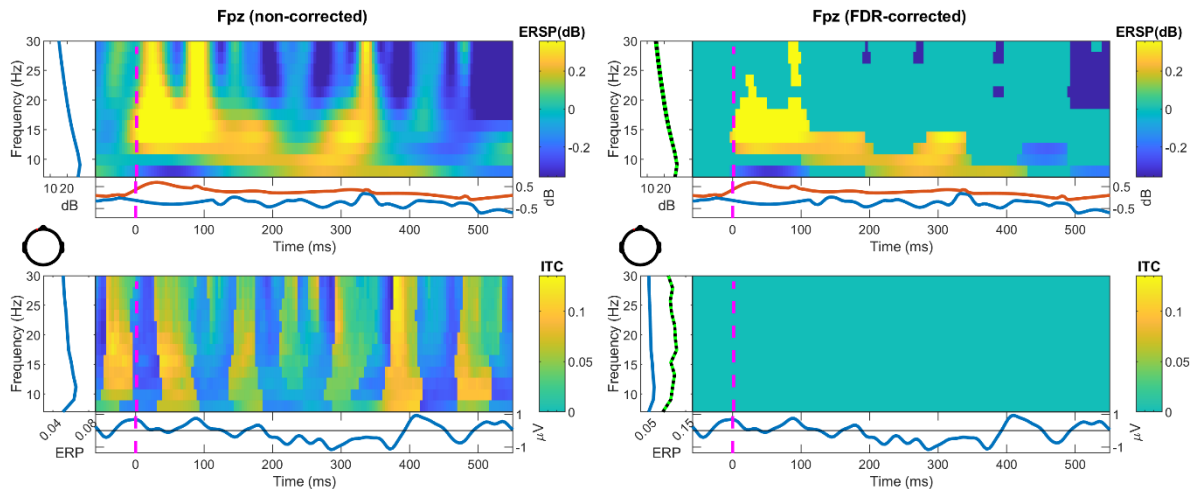 Fpz (non-corrected)
ERSP(dB)
30
25
20
15
10
Frequency (Hz)
0.2
0
-0.2
10 20
dB
0.5
-0.5
dB
0 100 200 300 400 500
Time (ms)
ITC
30
25
20
15
10
Frequency (Hz)
0.1
0.05
0
0.04
0.08
ERP
1
-1
μV
0 100 200 300 400 500
Time (ms)
Fpz (FDR-corrected)
ERSP(dB)
30
25
20
15
10
Frequency (Hz)
0.2
0
-0.2
10 20
dB
0.5
-0.5
dB
0 100 200 300 400 500
Time (ms)
ITC
30
25
20
15
10
Frequency (Hz)
0.1
0.05
0
0.05
0.15
ERP
1
-1
μV
0 100 200 300 400 500
Time (ms)